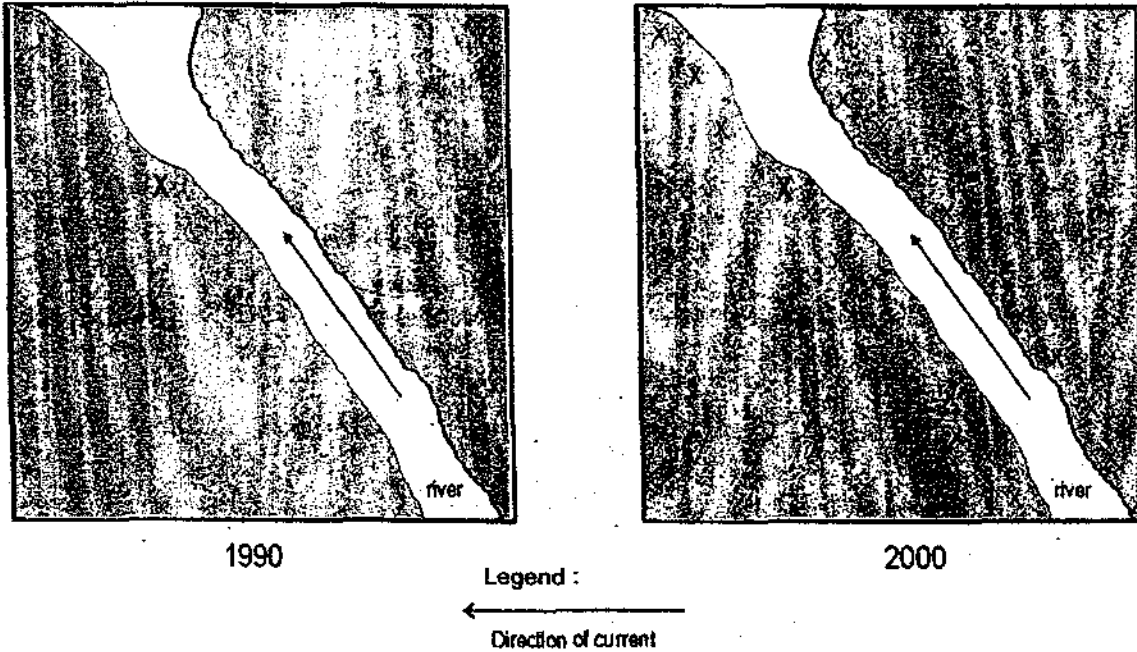 X
X
X
X
X
river
river
1990
2000
Legend :
Direction of current